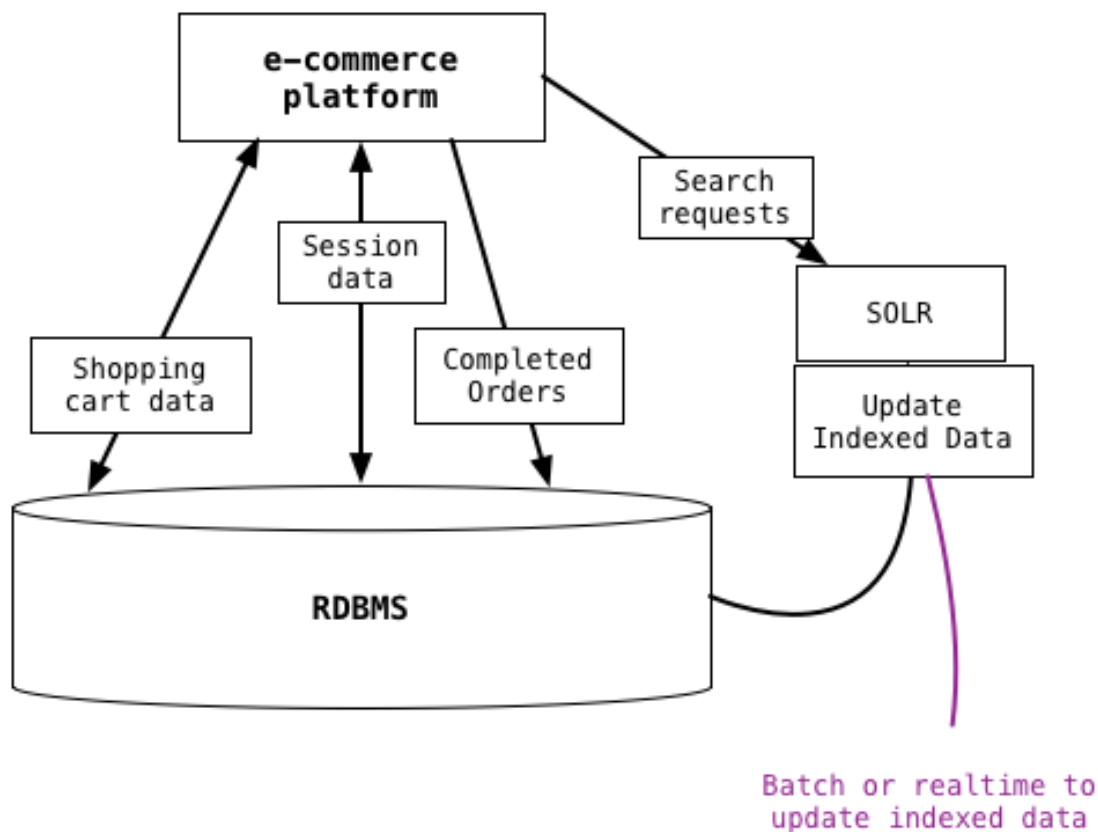 e-commerce
platform
Search
requests
Session
data
SOLR
Shopping
cart data
Completed
Orders
Update
Indexed Data
RDBMS
Batch or realtime to
update indexed data